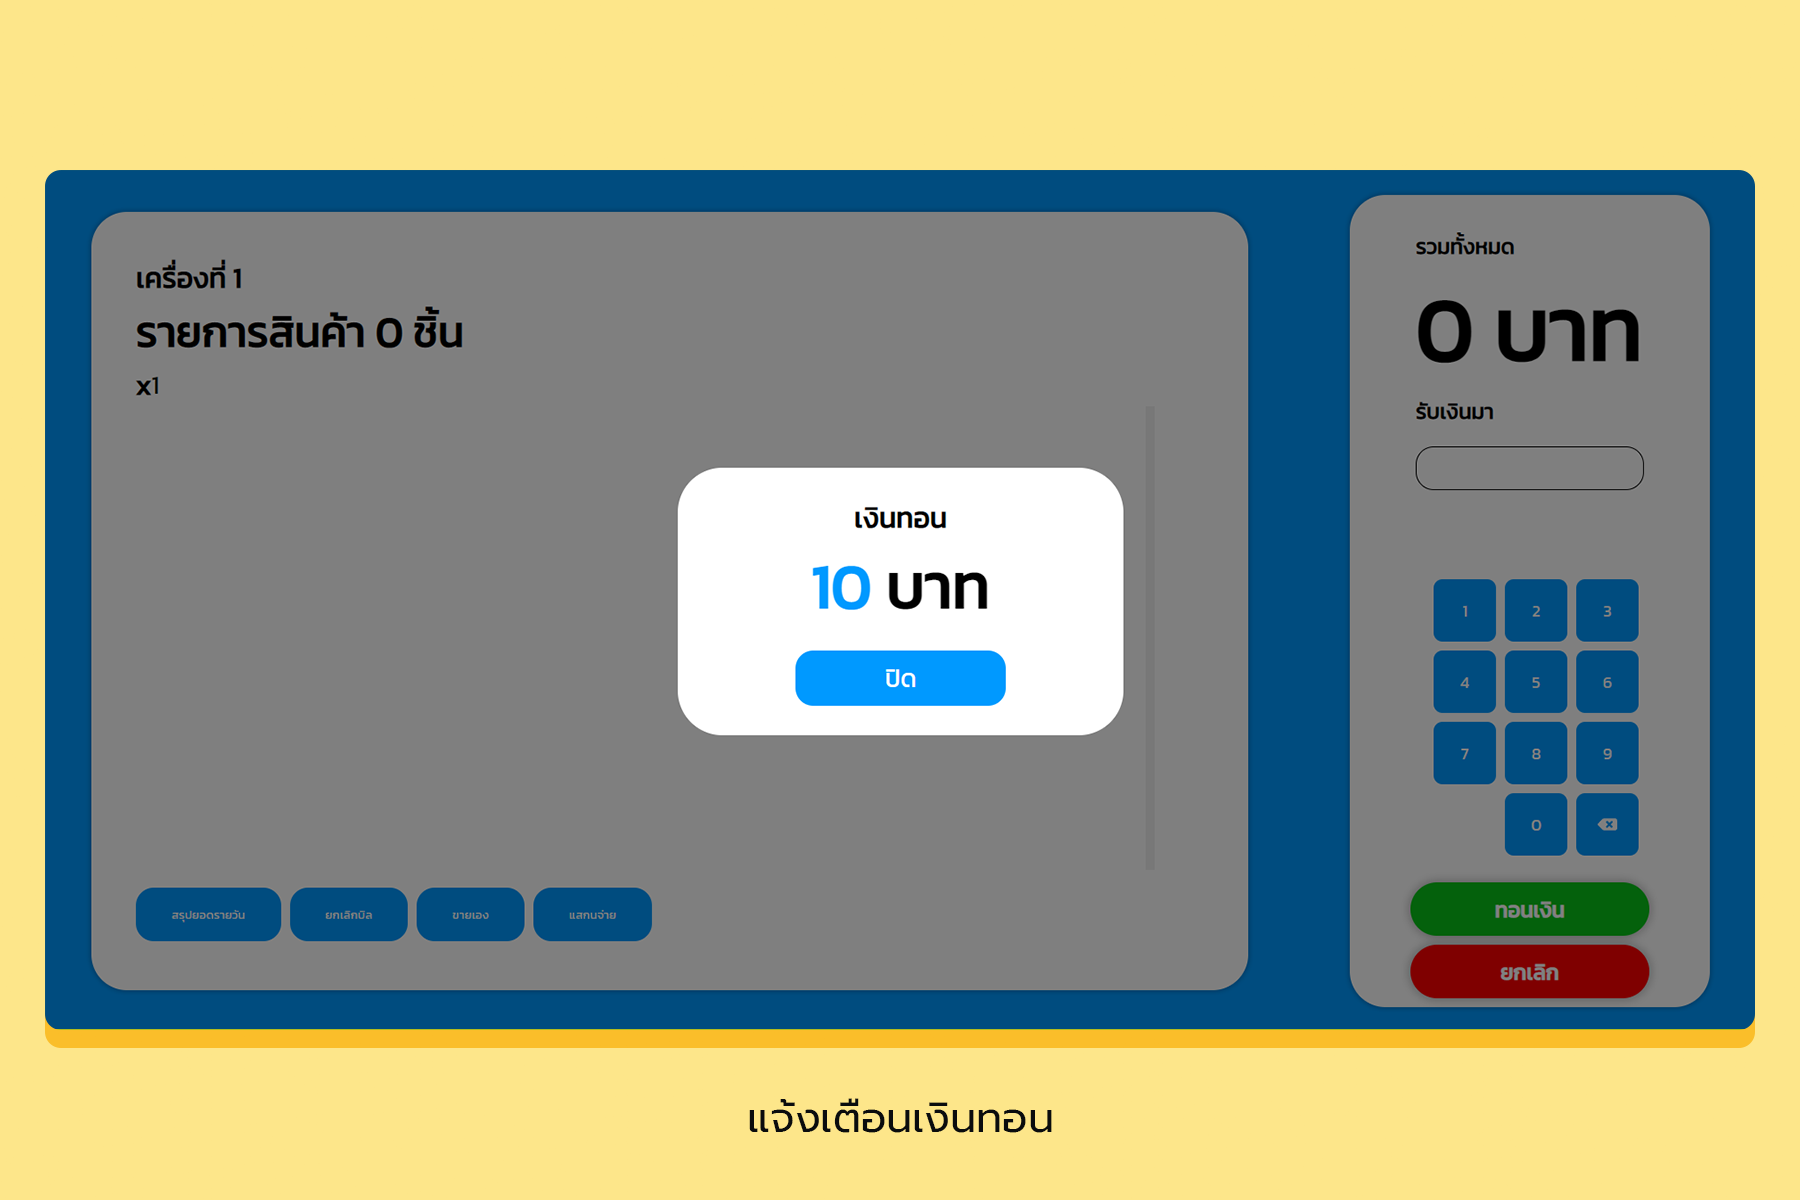 เครื่องที่ 1
รายการสินค้า 0 ชิ้น
x1
สรุปยอดรายวัน
ยกเลิกบิล
ขายเอง
แสกนจ่าย
เงินทอน
10 บาท
ปิด
รวมทั้งหมด
0 บาท
รับเงินมา
1 2 3
4 5 6
7 8 9
0
ทอนเงิน
ยกเลิก
แจ้งเตือนเงินทอน